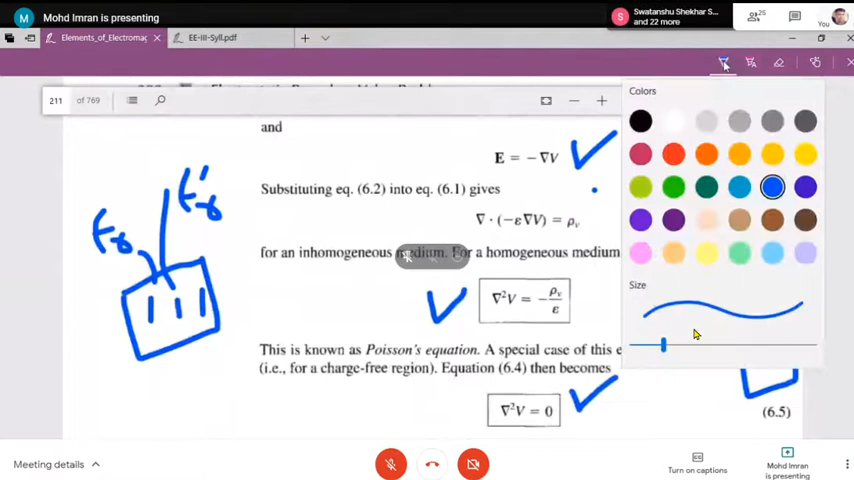 M Mohd Imran is presenting
S Swatanshu Shekhar S...
and 22 more
26
You
Elements_of_Electromag
EE-III-Syll.pdf
211 of 769
Colors
and
E = −∇V
Substituting eq. (6.2) into eq. (6.1) gives
∇ · (−ε∇V) = ρᵥ
for an inhomogeneous medium. For a homogeneous medium
∇²V = −ρᵥ/ε
Size
This is known as Poisson's equation. A special case of this e
(i.e., for a charge-free region). Equation (6.4) then becomes
∇²V = 0
(6.5)
Meeting details
Turn on captions
Mohd Imran
is presenting